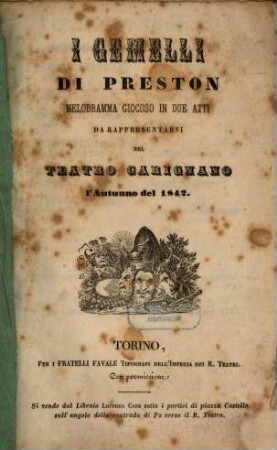 I GEMELLI
DI PRESTON
MELODRAMMA GIOCOSO IN DUE ATTI
DA RAPPRESENTARSI
NEL
TEATRO CARIGNANO
l'Autunno del 1842.
TORINO,
PER I FRATELLI FAVALE TIPOGRAFI DELL'IMPRESA DEI R. TEATRI.
Con permissione.
Si vende dal Libraio LORENZO CORA sotto i portici di piazza Castello
sull'angolo della contrada di Po verso il R. Teatro.